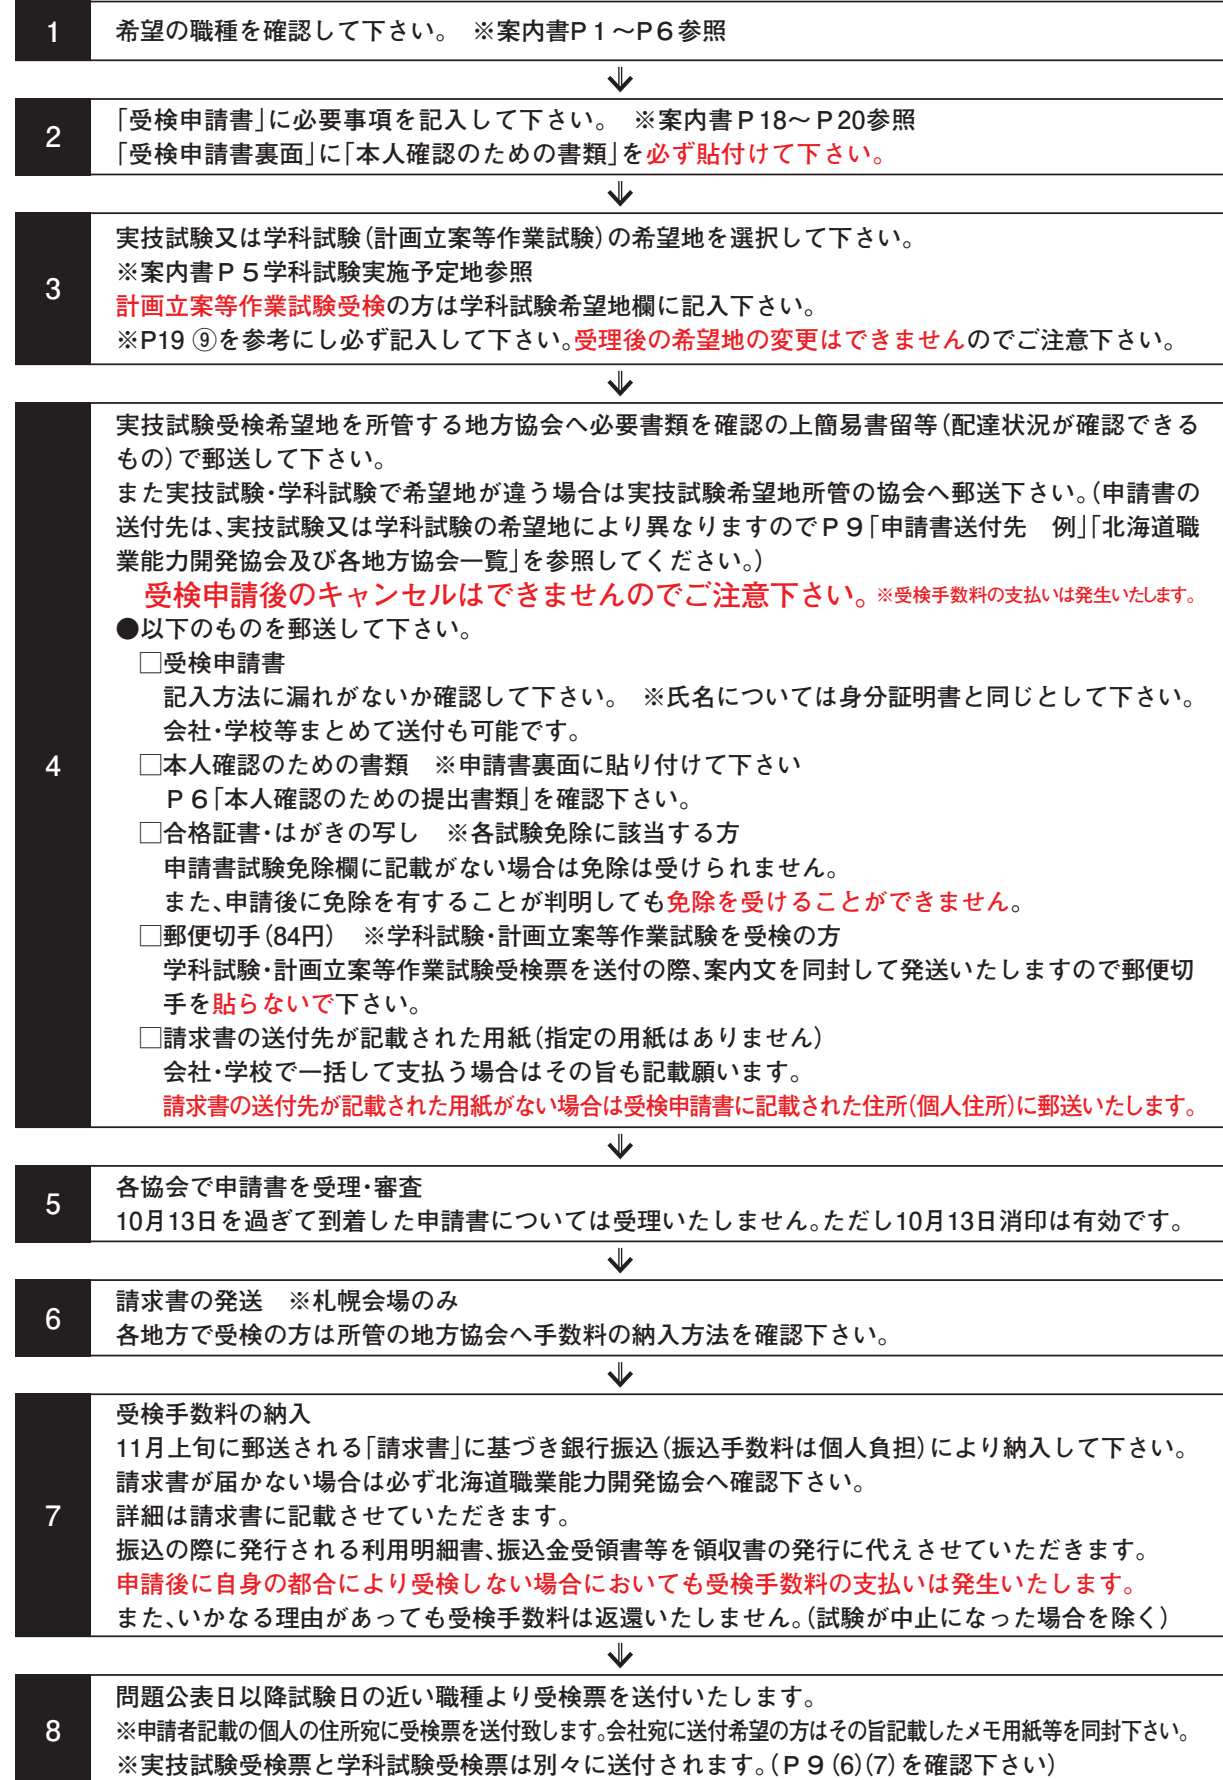 1
希望の職種を確認して下さい。　※案内書P１～P６参照
⇓
2
「受検申請書」に必要事項を記入して下さい。　※案内書Ｐ18～Ｐ20参照
「受検申請書裏面」に「本人確認のための書類」を必ず貼付けて下さい。
⇓
3
実技試験又は学科試験（計画立案等作業試験）の希望地を選択して下さい。
※案内書Ｐ５学科試験実施予定地参照
計画立案等作業試験受検の方は学科試験希望地欄に記入下さい。
※P19 ⑨を参考にし必ず記入して下さい。受理後の希望地の変更はできませんのでご注意下さい。
⇓
4
実技試験受検希望地を所管する地方協会へ必要書類を確認の上簡易書留等（配達状況が確認できる
もの）で郵送して下さい。
また実技試験・学科試験で希望地が違う場合は実技試験希望地所管の協会へ郵送下さい。（申請書の
送付先は、実技試験又は学科試験の希望地により異なりますのでＰ９「申請書送付先　例」「北海道職
業能力開発協会及び各地方協会一覧」を参照してください。）
受検申請後のキャンセルはできませんのでご注意下さい。※受検手数料の支払いは発生いたします。
●以下のものを郵送して下さい。
□受検申請書
記入方法に漏れがないか確認して下さい。　※氏名については身分証明書と同じとして下さい。
会社・学校等まとめて送付も可能です。
□本人確認のための書類　※申請書裏面に貼り付けて下さい
Ｐ６「本人確認のための提出書類」を確認下さい。
□合格証書・はがきの写し　※各試験免除に該当する方
申請書試験免除欄に記載がない場合は免除は受けられません。
また、申請後に免除を有することが判明しても免除を受けることができません。
□郵便切手（84円）　※学科試験・計画立案等作業試験を受検の方
学科試験・計画立案等作業試験受検票を送付の際、案内文を同封して発送いたしますので郵便切
手を貼らないで下さい。
□請求書の送付先が記載された用紙（指定の用紙はありません）
会社・学校で一括して支払う場合はその旨も記載願います。
請求書の送付先が記載された用紙がない場合は受検申請書に記載された住所（個人住所）に郵送いたします。
⇓
5
各協会で申請書を受理・審査
10月13日を過ぎて到着した申請書については受理いたしません。ただし10月13日消印は有効です。
⇓
6
請求書の発送　※札幌会場のみ
各地方で受検の方は所管の地方協会へ手数料の納入方法を確認下さい。
⇓
7
受検手数料の納入
11月上旬に郵送される「請求書」に基づき銀行振込（振込手数料は個人負担）により納入して下さい。
請求書が届かない場合は必ず北海道職業能力開発協会へ確認下さい。
詳細は請求書に記載させていただきます。
振込の際に発行される利用明細書、振込金受領書等を領収書の発行に代えさせていただきます。
申請後に自身の都合により受検しない場合においても受検手数料の支払いは発生いたします。
また、いかなる理由があっても受検手数料は返還いたしません。（試験が中止になった場合を除く）
⇓
8
問題公表日以降試験日の近い職種より受検票を送付いたします。
※申請者記載の個人の住所宛に受検票を送付致します。会社宛に送付希望の方はその旨記載したメモ用紙等を同封下さい。
※実技試験受検票と学科試験受検票は別々に送付されます。（Ｐ９(6)(7)を確認下さい）